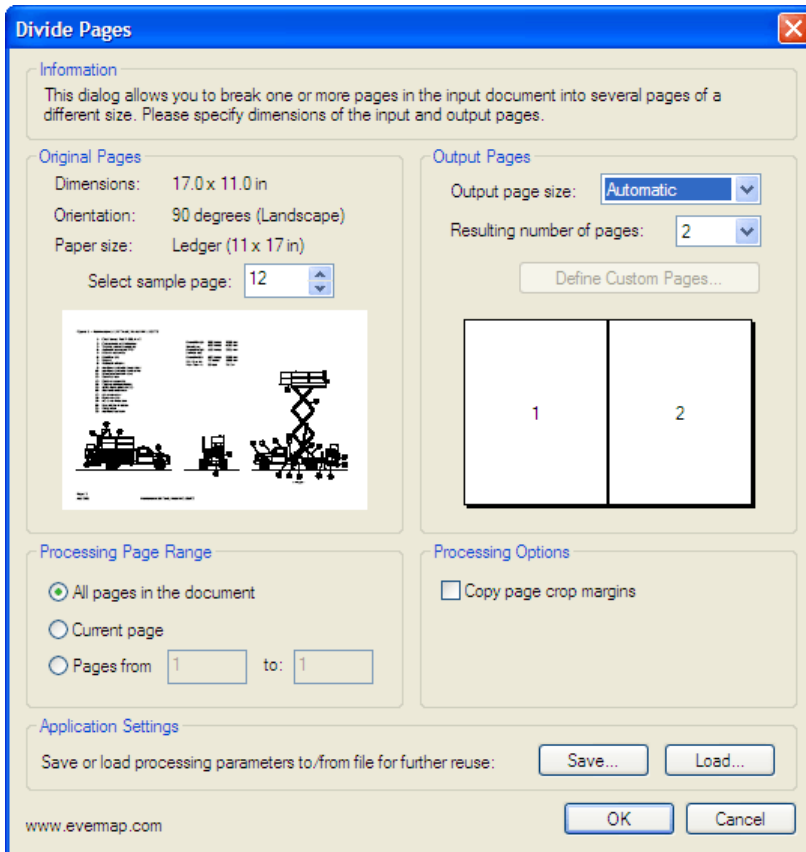 Divide Pages
Information
This dialog allows you to break one or more pages in the input document into several pages of a
different size. Please specify dimensions of the input and output pages.
Original Pages
Dimensions: 17.0 x 11.0 in
Orientation: 90 degrees (Landscape)
Paper size: Ledger (11 x 17 in)
Select sample page: 12
Output Pages
Output page size: Automatic
Resulting number of pages: 2
Define Custom Pages...
1 2
Processing Page Range
All pages in the document
Current page
Pages from 1 to: 1
Processing Options
Copy page crop margins
Application Settings
Save or load processing parameters to/from file for further reuse: Save... Load...
www.evermap.com
OK Cancel